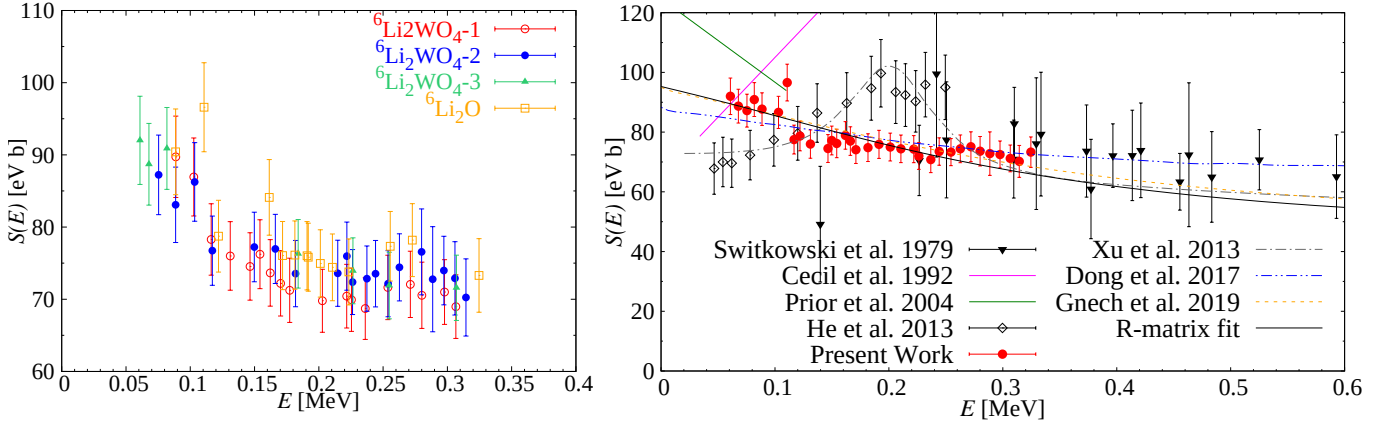 110
100
90
80
70
60
S(E) [eV b]
0 0.05 0.1 0.15 0.2 0.25 0.3 0.35 0.4
E [MeV]
⁶Li2WO₄-1
⁶Li₂WO₄-2
⁶Li₂WO₄-3
⁶Li₂O
120
100
80
60
40
20
0
S(E) [eV b]
0 0.1 0.2 0.3 0.4 0.5 0.6
E [MeV]
Switkowski et al. 1979
Cecil et al. 1992
Prior et al. 2004
He et al. 2013
Present Work
Xu et al. 2013
Dong et al. 2017
Gnech et al. 2019
R-matrix fit